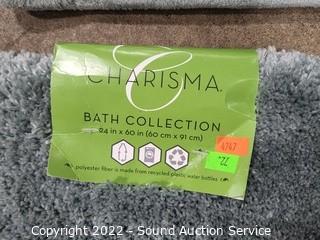 C
CHARISMA.
BATH COLLECTION
24 in x 60 in (60 cm x 91 cm)
polyester fiber is made from recycled plastic water bottles
4747
22
Copyright 2022 - Sound Auction Service